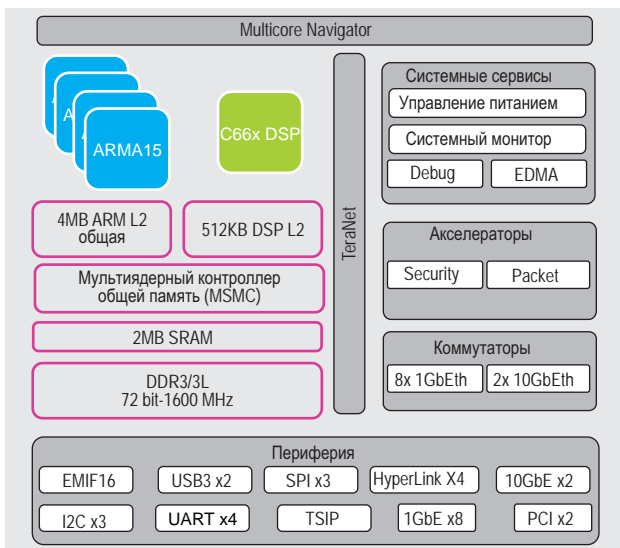 Multicore Navigator
A
A
A
ARMA15
C66x DSP
4MB ARM L2
общая
512KB DSP L2
Мультиядерный контроллер
общей память (MSMC)
2MB SRAM
DDR3/3L
72 bit-1600 MHz
TeraNet
Системные сервисы
Управление питанием
Системный монитор
Debug
EDMA
Акселераторы
Security
Packet
Коммутаторы
8x 1GbEth
2x 10GbEth
Периферия
EMIF16
USB3 x2
SPI x3
HyperLink X4
10GbE x2
I2C x3
UART x4
TSIP
1GbE x8
PCI x2